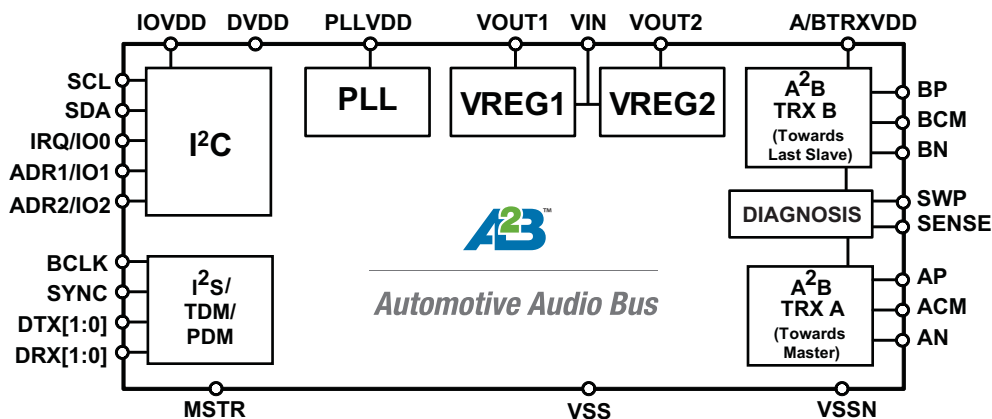 IOVDD DVDD PLLVDD VOUT1 VIN VOUT2 A/BTRXVDD
SCL
SDA
IRQ/IO0
ADR1/IO1
ADR2/IO2
I²C
PLL
VREG1
VREG2
A²B
TRX B
(Towards
Last Slave)
BP
BCM
BN
DIAGNOSIS
SWP
SENSE
A2B™
Automotive Audio Bus
BCLK
SYNC
DTX[1:0]
DRX[1:0]
I²S/
TDM/
PDM
A²B
TRX A
(Towards
Master)
AP
ACM
AN
MSTR VSS VSSN